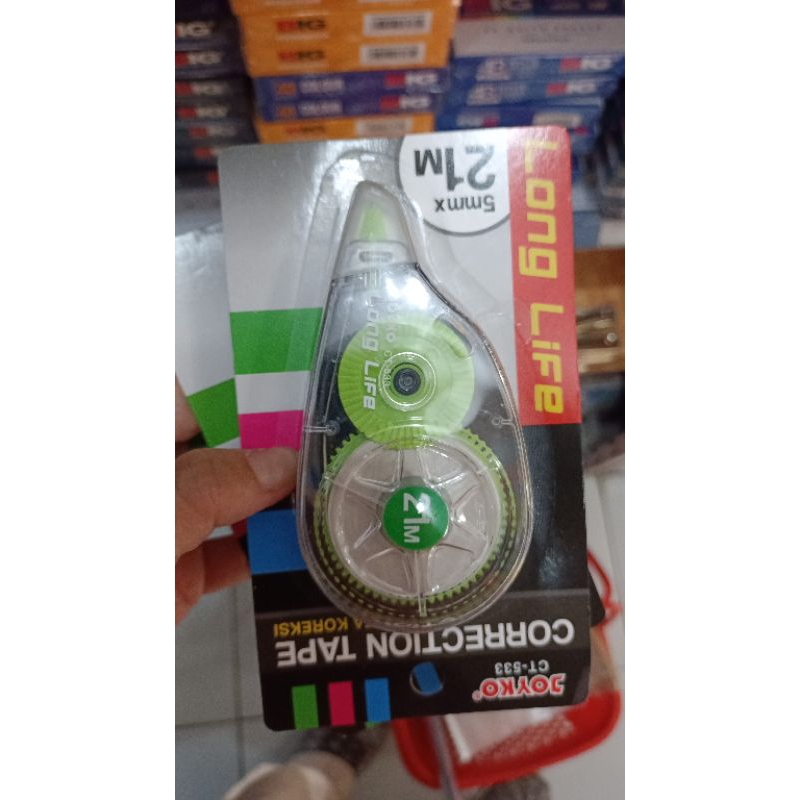 JOYKO®
CT-533
CORRECTION TAPE
KOREKSI
Long Life
5mm x
21M
21M
Long Life